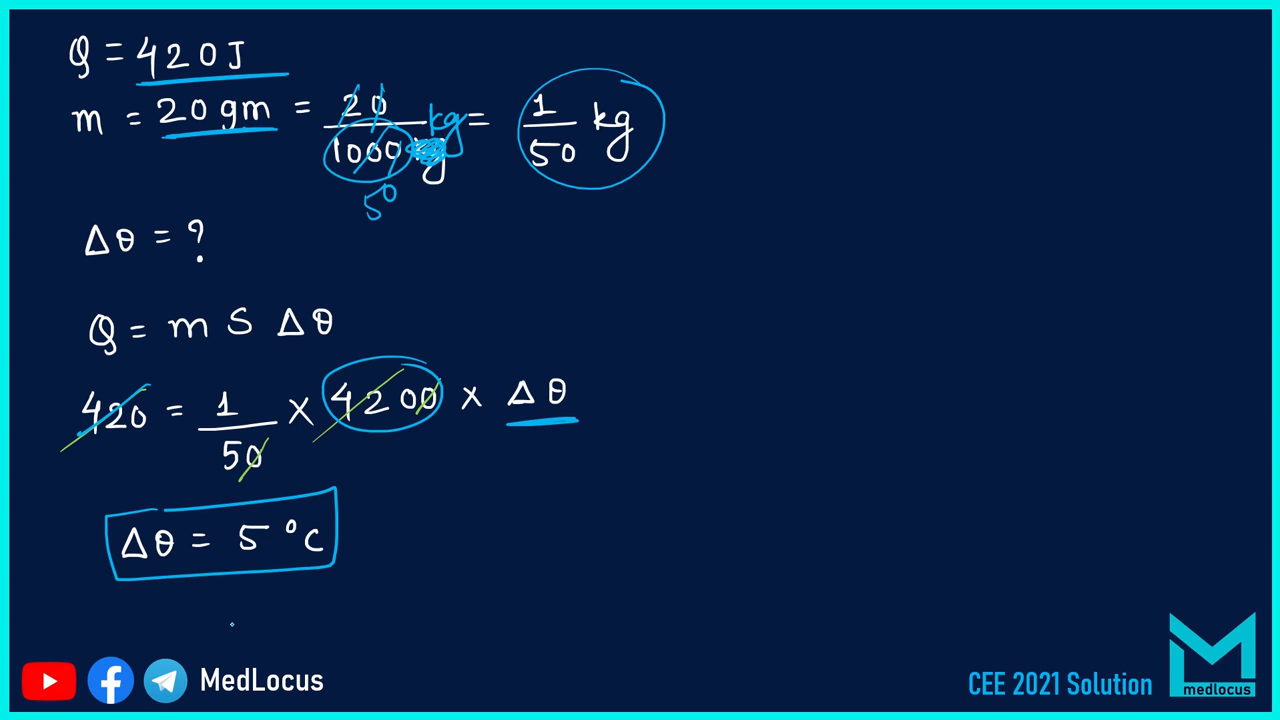 Q = 420J
m = 20 gm = 20/1000 kg = 1/50 kg
50
Δθ = ?
Q = m S Δθ
420 = 1/50 × 4200 × Δθ
Δθ = 5 °C
MedLocus
CEE 2021 Solution
medlocus